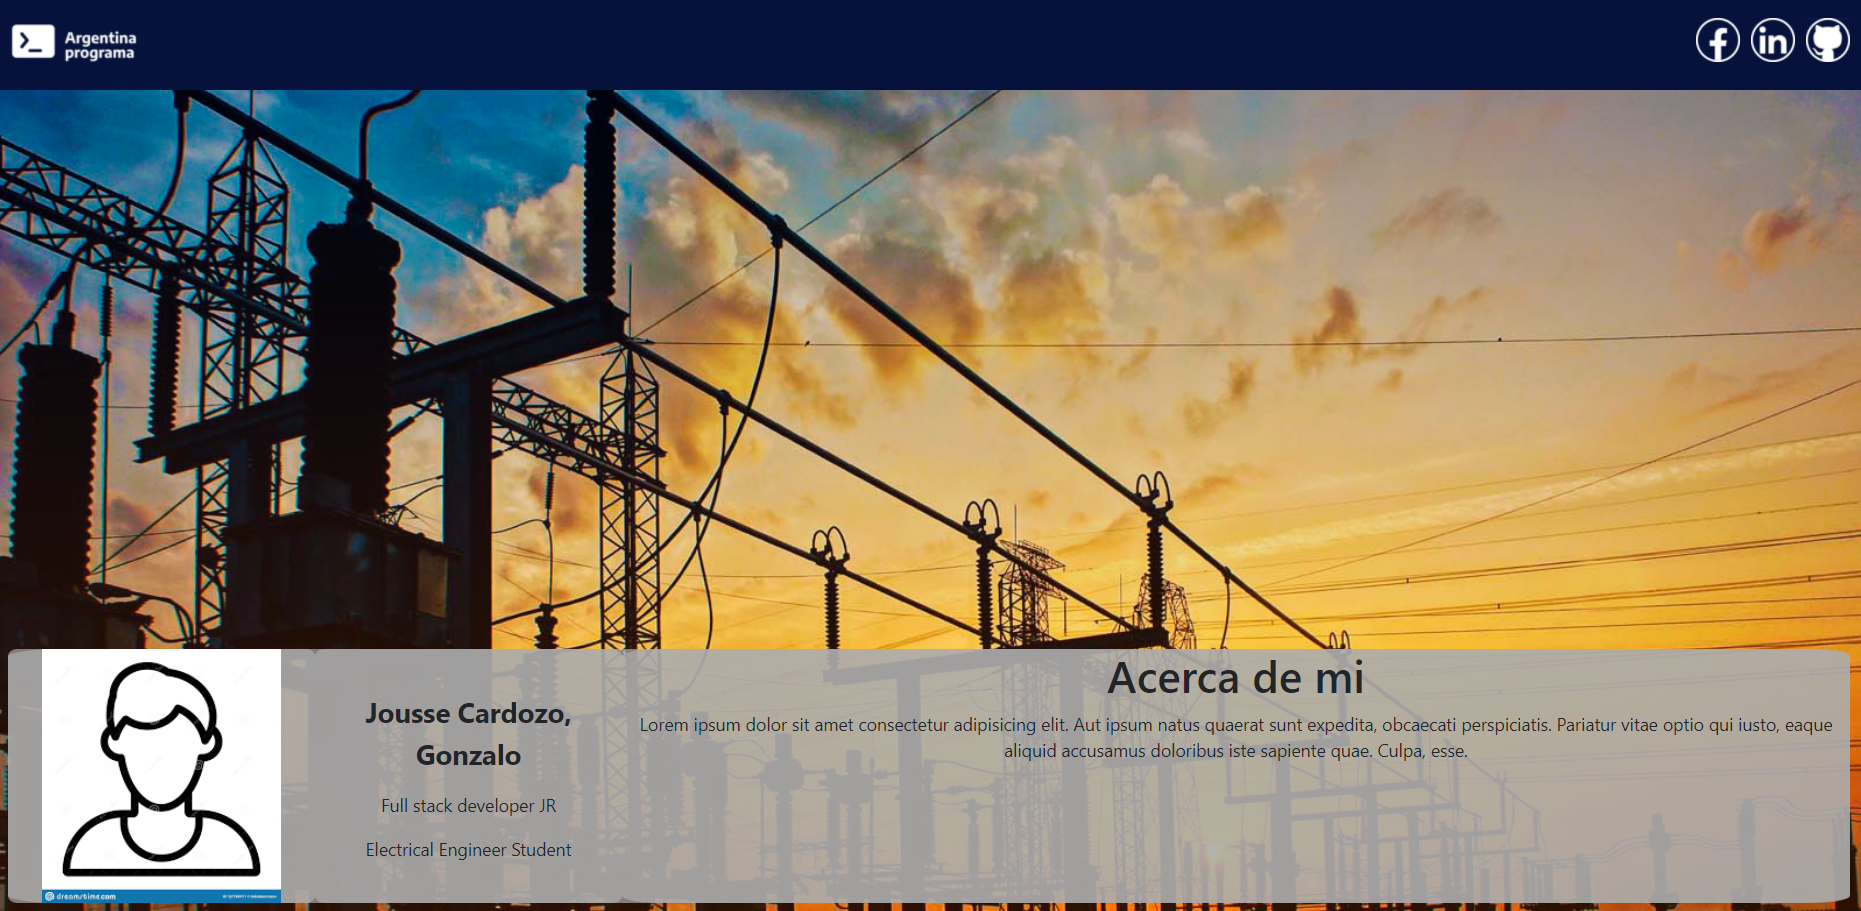 Argentina
programa
Acerca de mi
Jousse Cardozo,
Gonzalo
Full stack developer JR
Electrical Engineer Student
Lorem ipsum dolor sit amet consectetur adipisicing elit. Aut ipsum natus quaerat sunt expedita, obcaecati perspiciatis. Pariatur vitae optio qui iusto, eaque
aliquid accusamus doloribus iste sapiente quae. Culpa, esse.
dreamstime.com